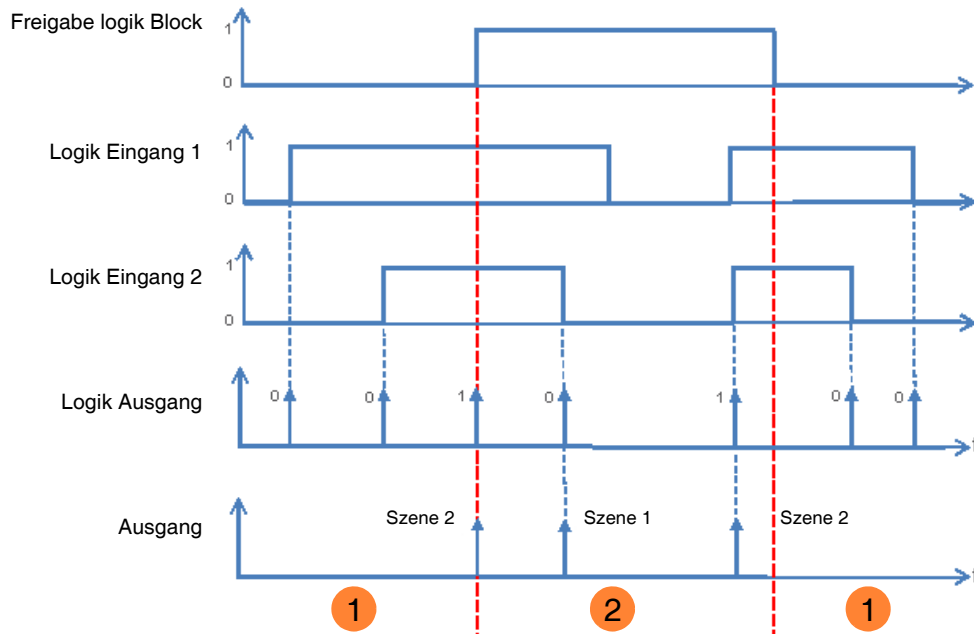 Freigabe logik Block
1
0
t
Logik Eingang 1
1
0
t
Logik Eingang 2
1
0
t
Logik Ausgang
0 0 1 0 1 0 0
t
Ausgang
Szene 2 Szene 1 Szene 2
t
1 2 1